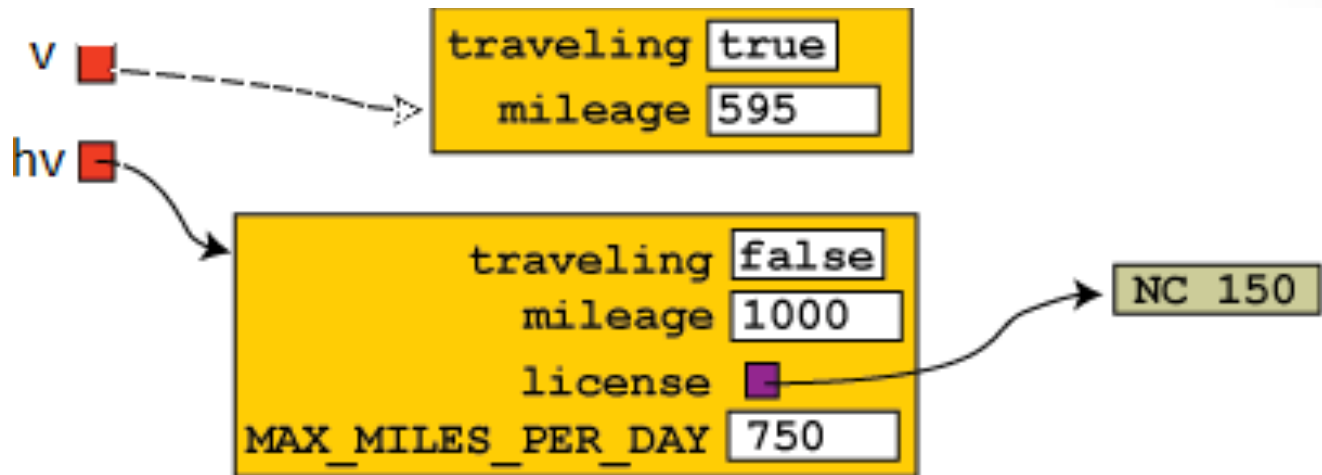 v
traveling true
mileage 595
hv
traveling false
mileage 1000
license
NC 150
MAX_MILES_PER_DAY 750